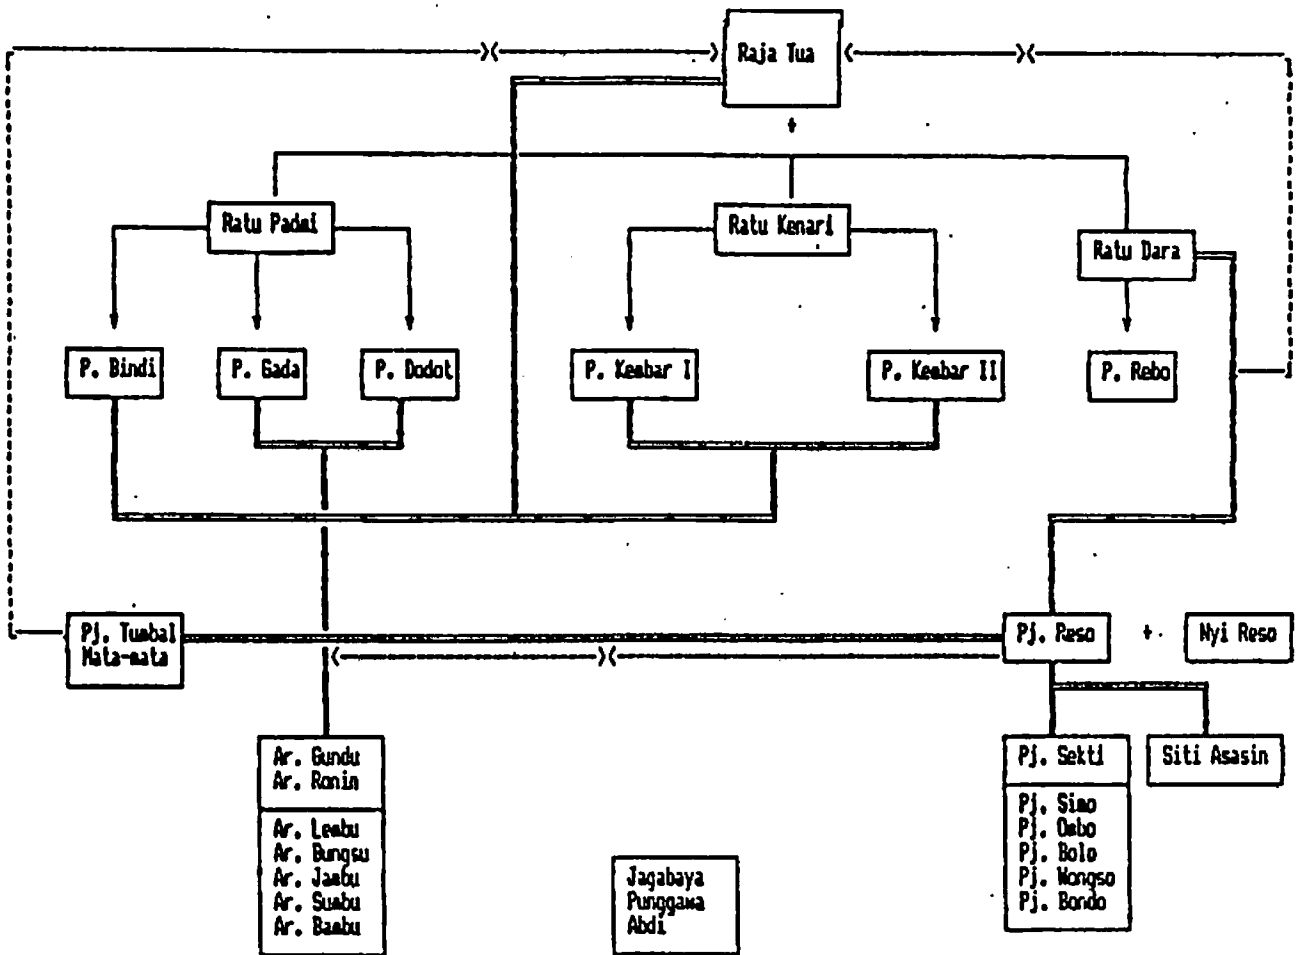 Raja Tua
+
Ratu Padmi
Ratu Kenari
Ratu Dara
P. Bindi
P. Gada
P. Dodot
P. Kembar I
P. Kembar II
P. Rebo
Pj. Tumbal
Mata-mata
Pj. Reso
+
Nyi Reso
Ar. Gundu
Ar. Ronin
Ar. Lembu
Ar. Bungsu
Ar. Jambu
Ar. Sumbu
Ar. Bambu
Jagabaya
Punggawa
Abdi
Pj. Sekti
Pj. Simo
Pj. Ombo
Pj. Bolo
Pj. Wongso
Pj. Bondo
Siti Asasin